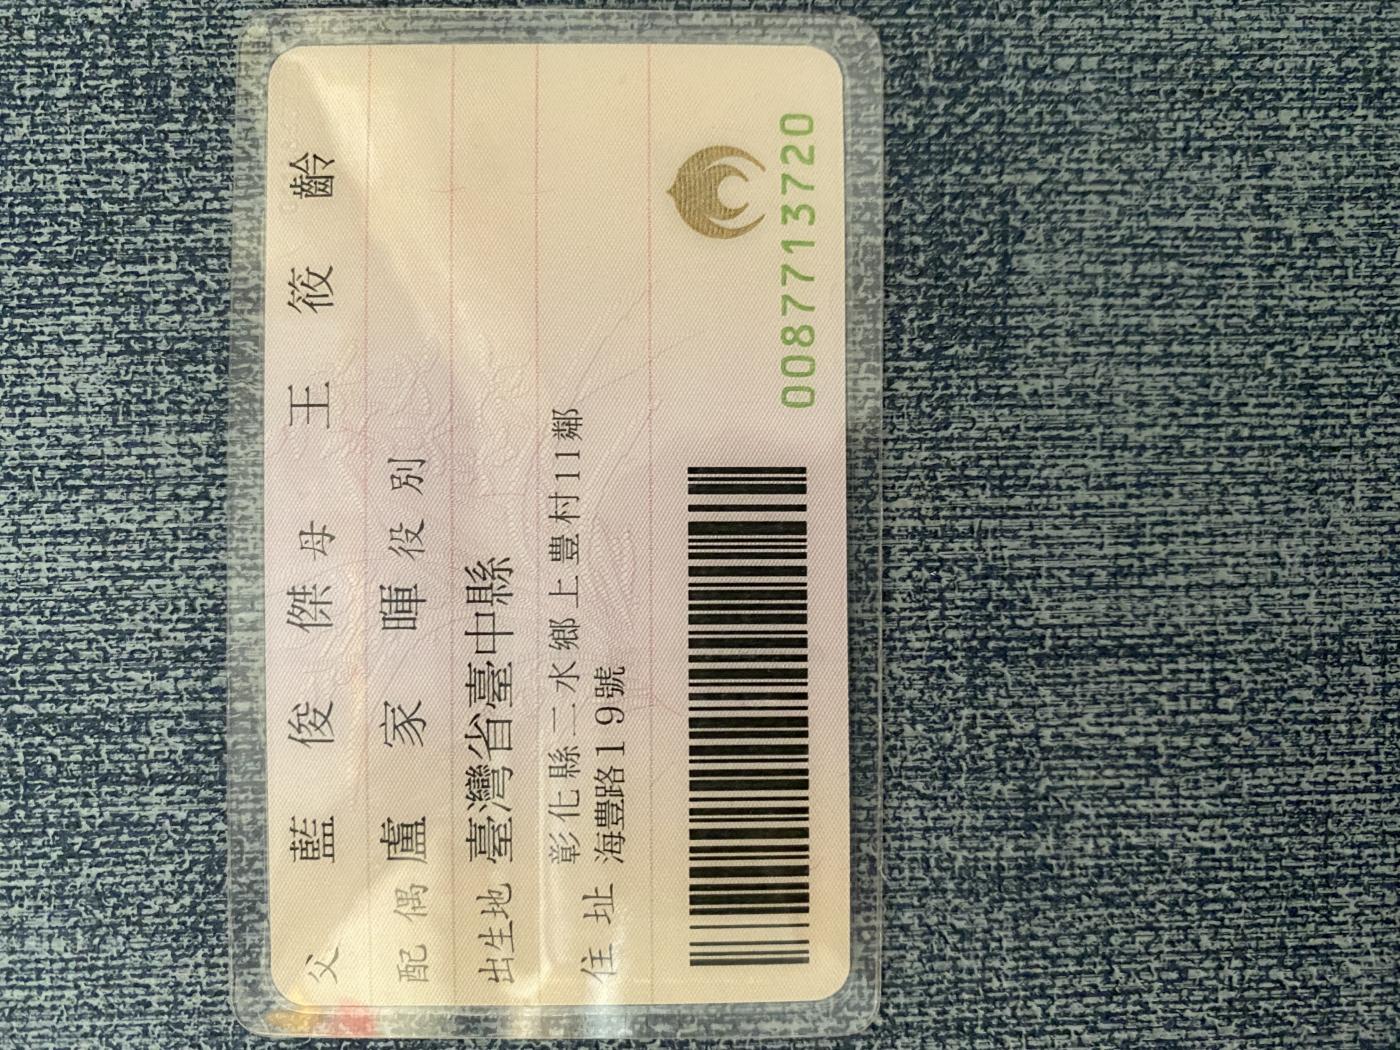 父 藍俊傑 母 王筱齡
配偶 盧家暉 役別
出生地 臺灣省臺中縣
住址 彰化縣二水鄉上豊村11鄰
海豊路19號
0087713720